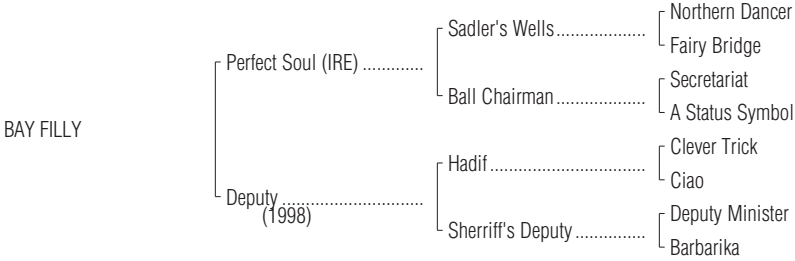 Northern Dancer
Sadler's Wells....................
Fairy Bridge
Perfect Soul (IRE) .............
Secretariat
Ball Chairman....................
A Status Symbol
BAY FILLY
Clever Trick
Hadif..................................
Ciao
Deputy ...............................
(1998)
Deputy Minister
Sherriff's Deputy................
Barbarika